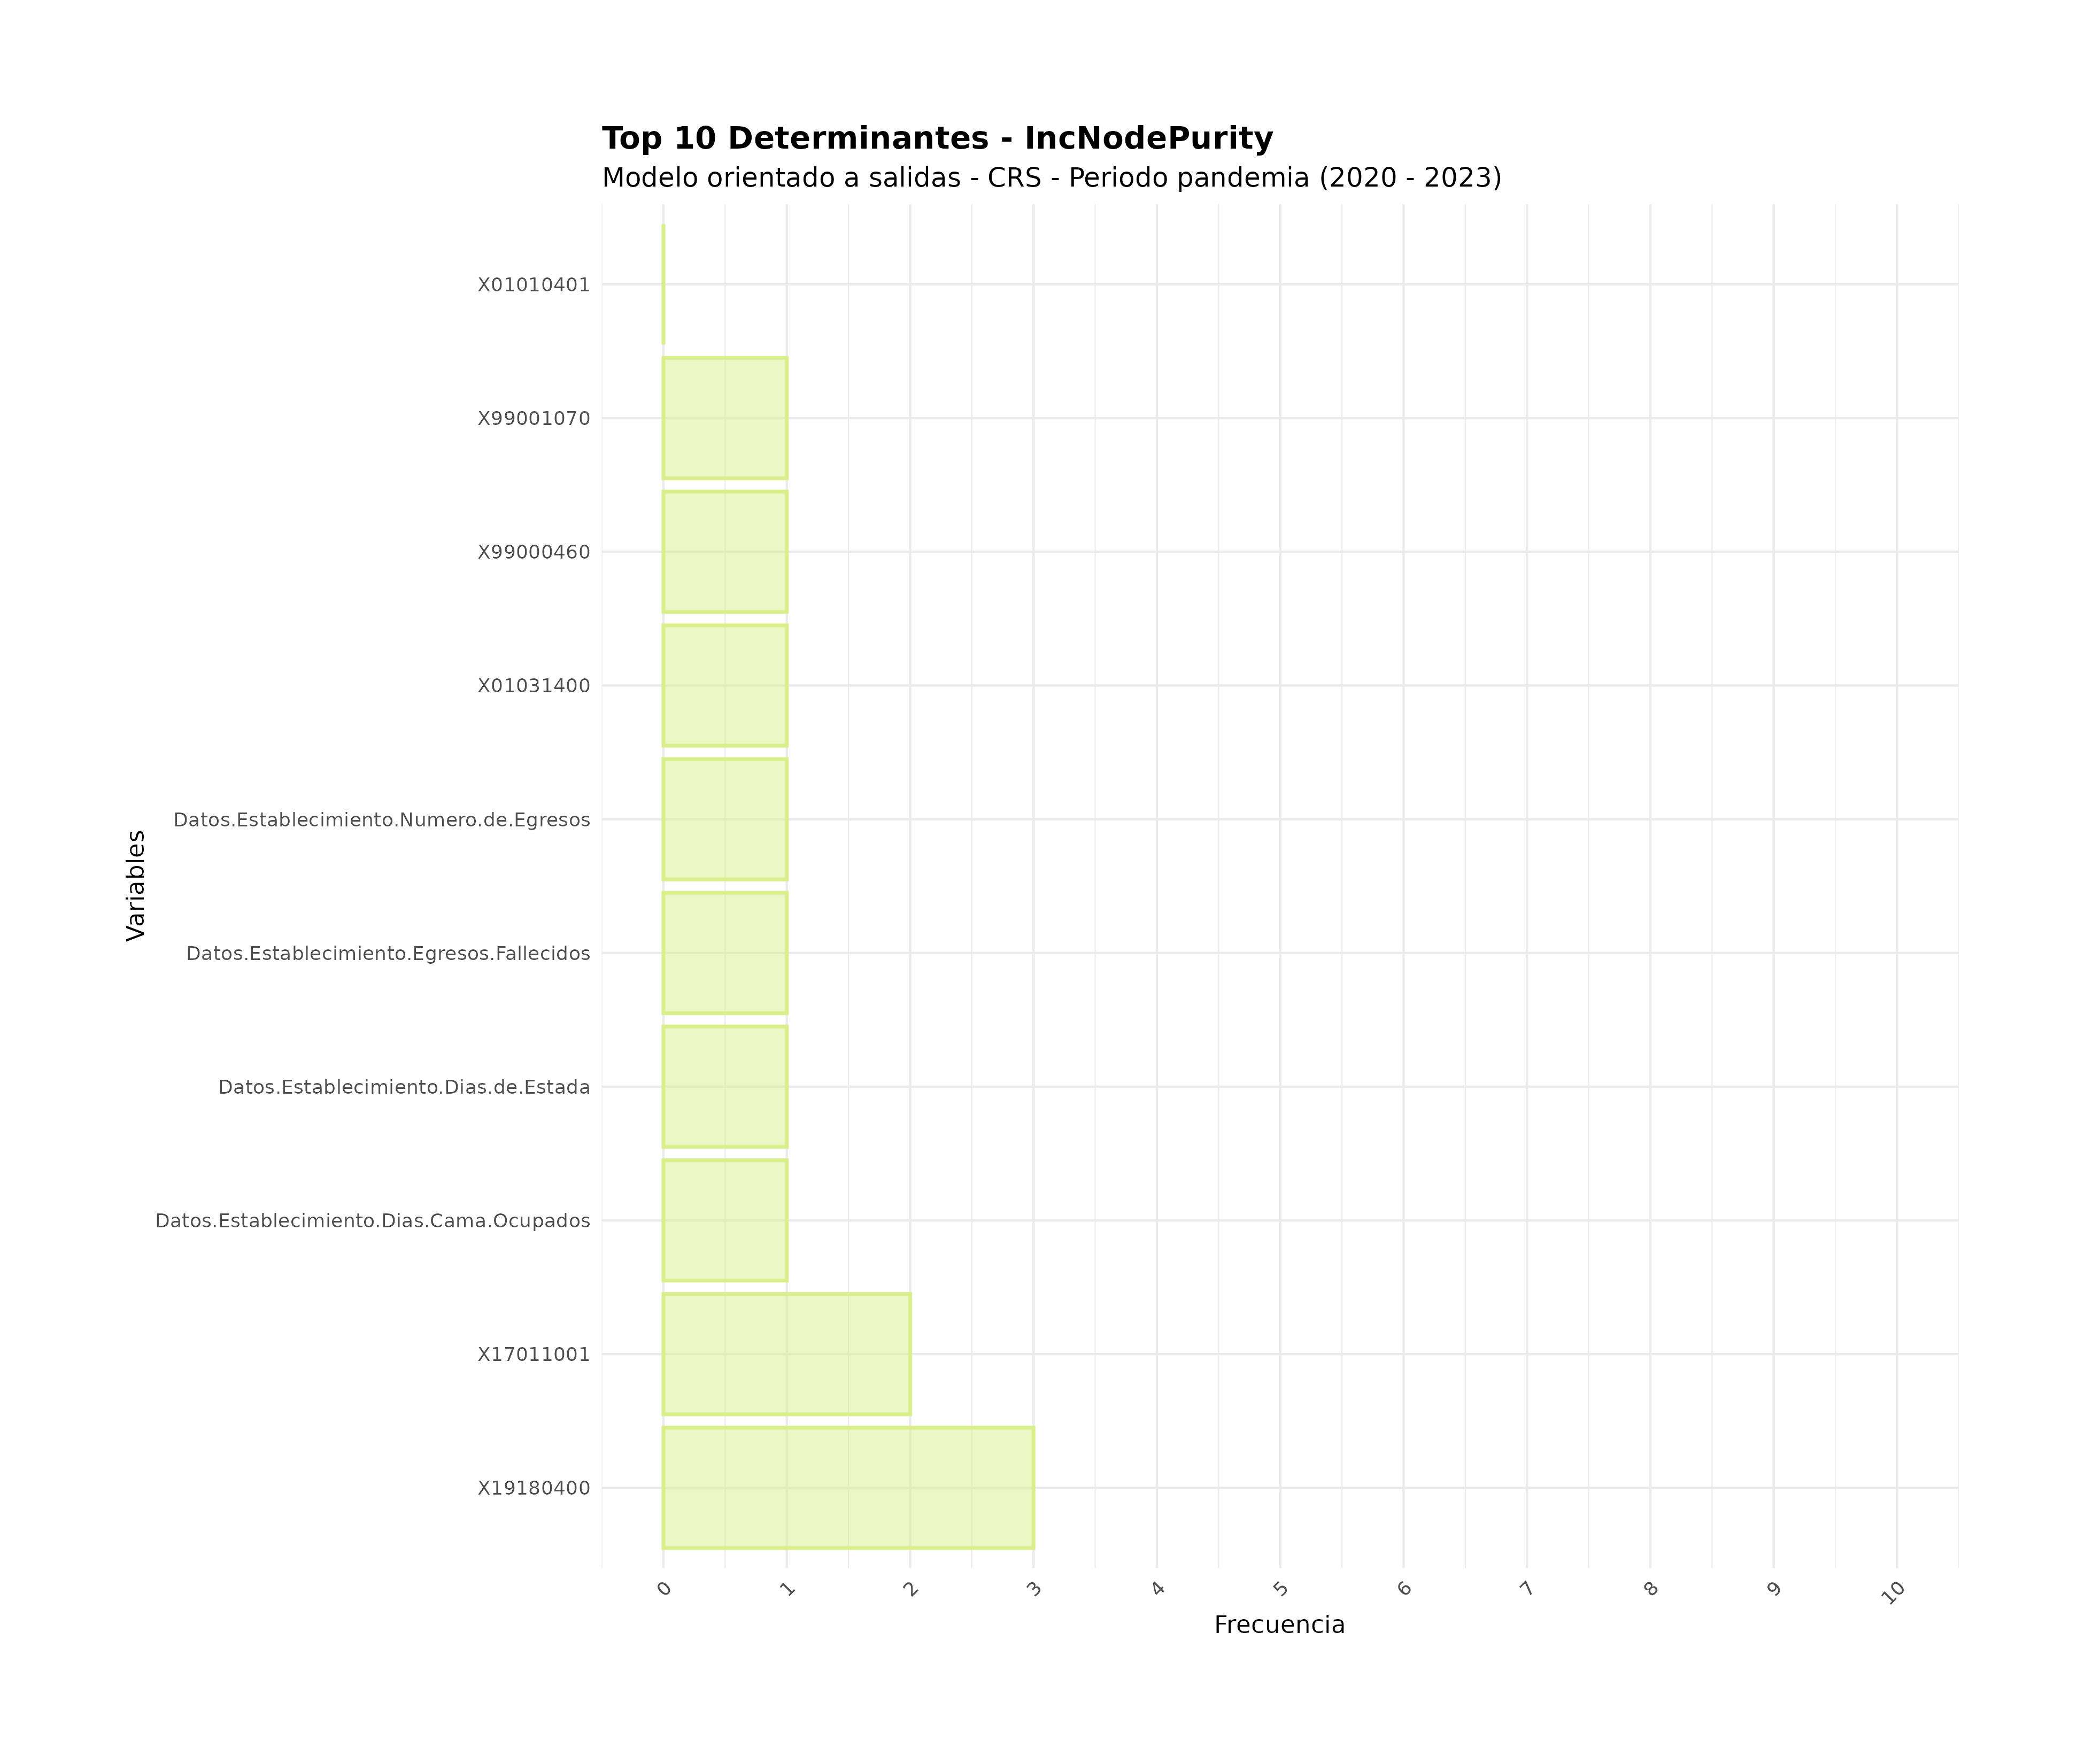 Top 10 Determinantes - IncNodePurity
Modelo orientado a salidas - CRS - Periodo pandemia (2020 - 2023)
Variables
X01010401
X99001070
X99000460
X01031400
Datos.Establecimiento.Numero.de.Egresos
Datos.Establecimiento.Egresos.Fallecidos
Datos.Establecimiento.Dias.de.Estada
Datos.Establecimiento.Dias.Cama.Ocupados
X17011001
X19180400
0 1 2 3 4 5 6 7 8 9 10
Frecuencia